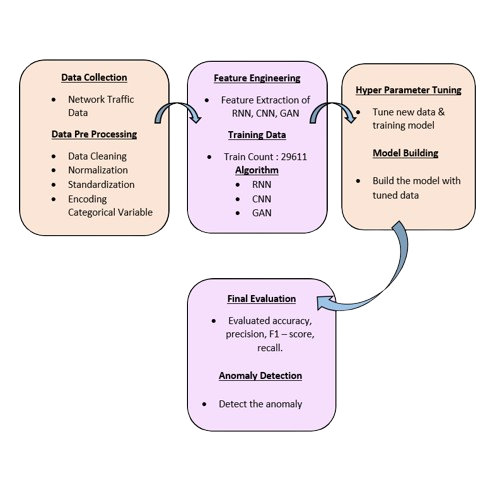 Data Collection
• Network Traffic
Data
Data Pre Processing
• Data Cleaning
• Normalization
• Standardization
• Encoding
Categorical Variable
Feature Engineering
• Feature Extraction of
RNN, CNN, GAN
Training Data
• Train Count : 29611
Algorithm
• RNN
• CNN
• GAN
Hyper Parameter Tuning
• Tune new data &
training model
Model Building
• Build the model with
tuned data
Final Evaluation
• Evaluated accuracy,
precision, F1 – score,
recall.
Anomaly Detection
• Detect the anomaly